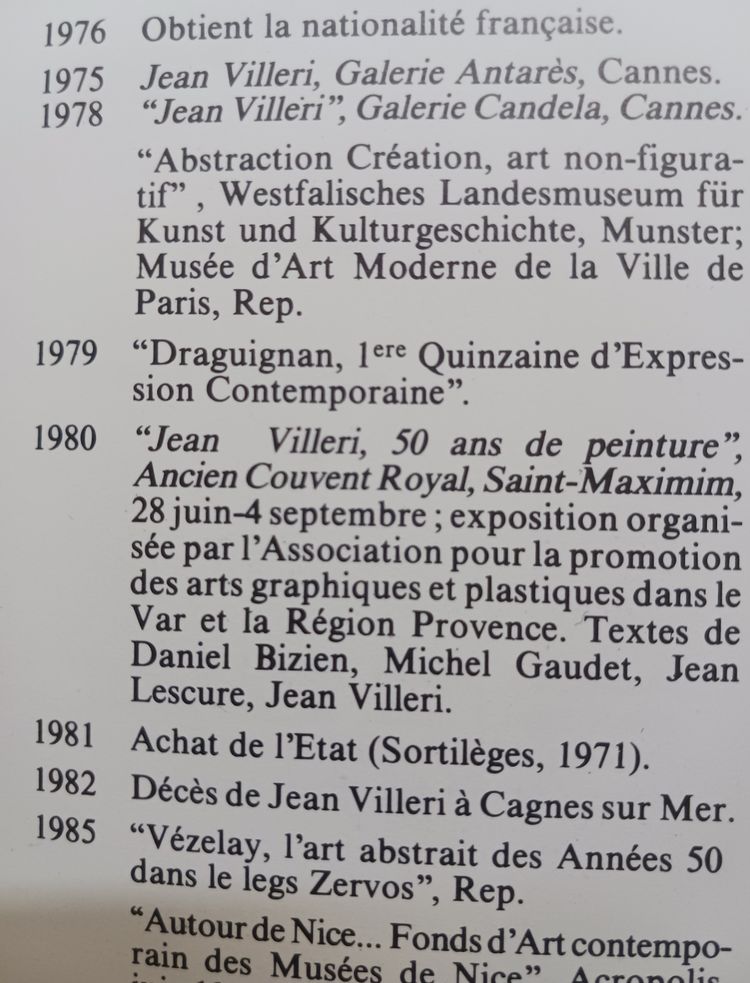 1976 Obtient la nationalité française.
1975 Jean Villeri, Galerie Antarès, Cannes.
1978 “Jean Villeri”, Galerie Candela, Cannes.
“Abstraction Création, art non-figura-
tif” , Westfalisches Landesmuseum für
Kunst und Kulturgeschichte, Munster;
Musée d’Art Moderne de la Ville de
Paris, Rep.
1979 “Draguignan, 1ere Quinzaine d’Expres-
sion Contemporaine”.
1980 “Jean Villeri, 50 ans de peinture”,
Ancien Couvent Royal, Saint-Maximim,
28 juin-4 septembre ; exposition organi-
sée par l’Association pour la promotion
des arts graphiques et plastiques dans le
Var et la Région Provence. Textes de
Daniel Bizien, Michel Gaudet, Jean
Lescure, Jean Villeri.
1981 Achat de l’Etat (Sortilèges, 1971).
1982 Décès de Jean Villeri à Cagnes sur Mer.
1985 “Vézelay, l’art abstrait des Années 50
dans le legs Zervos”, Rep.
“Autour de Nice... Fonds d’Art contempo-
rain des Musées de Nice” Acropolis